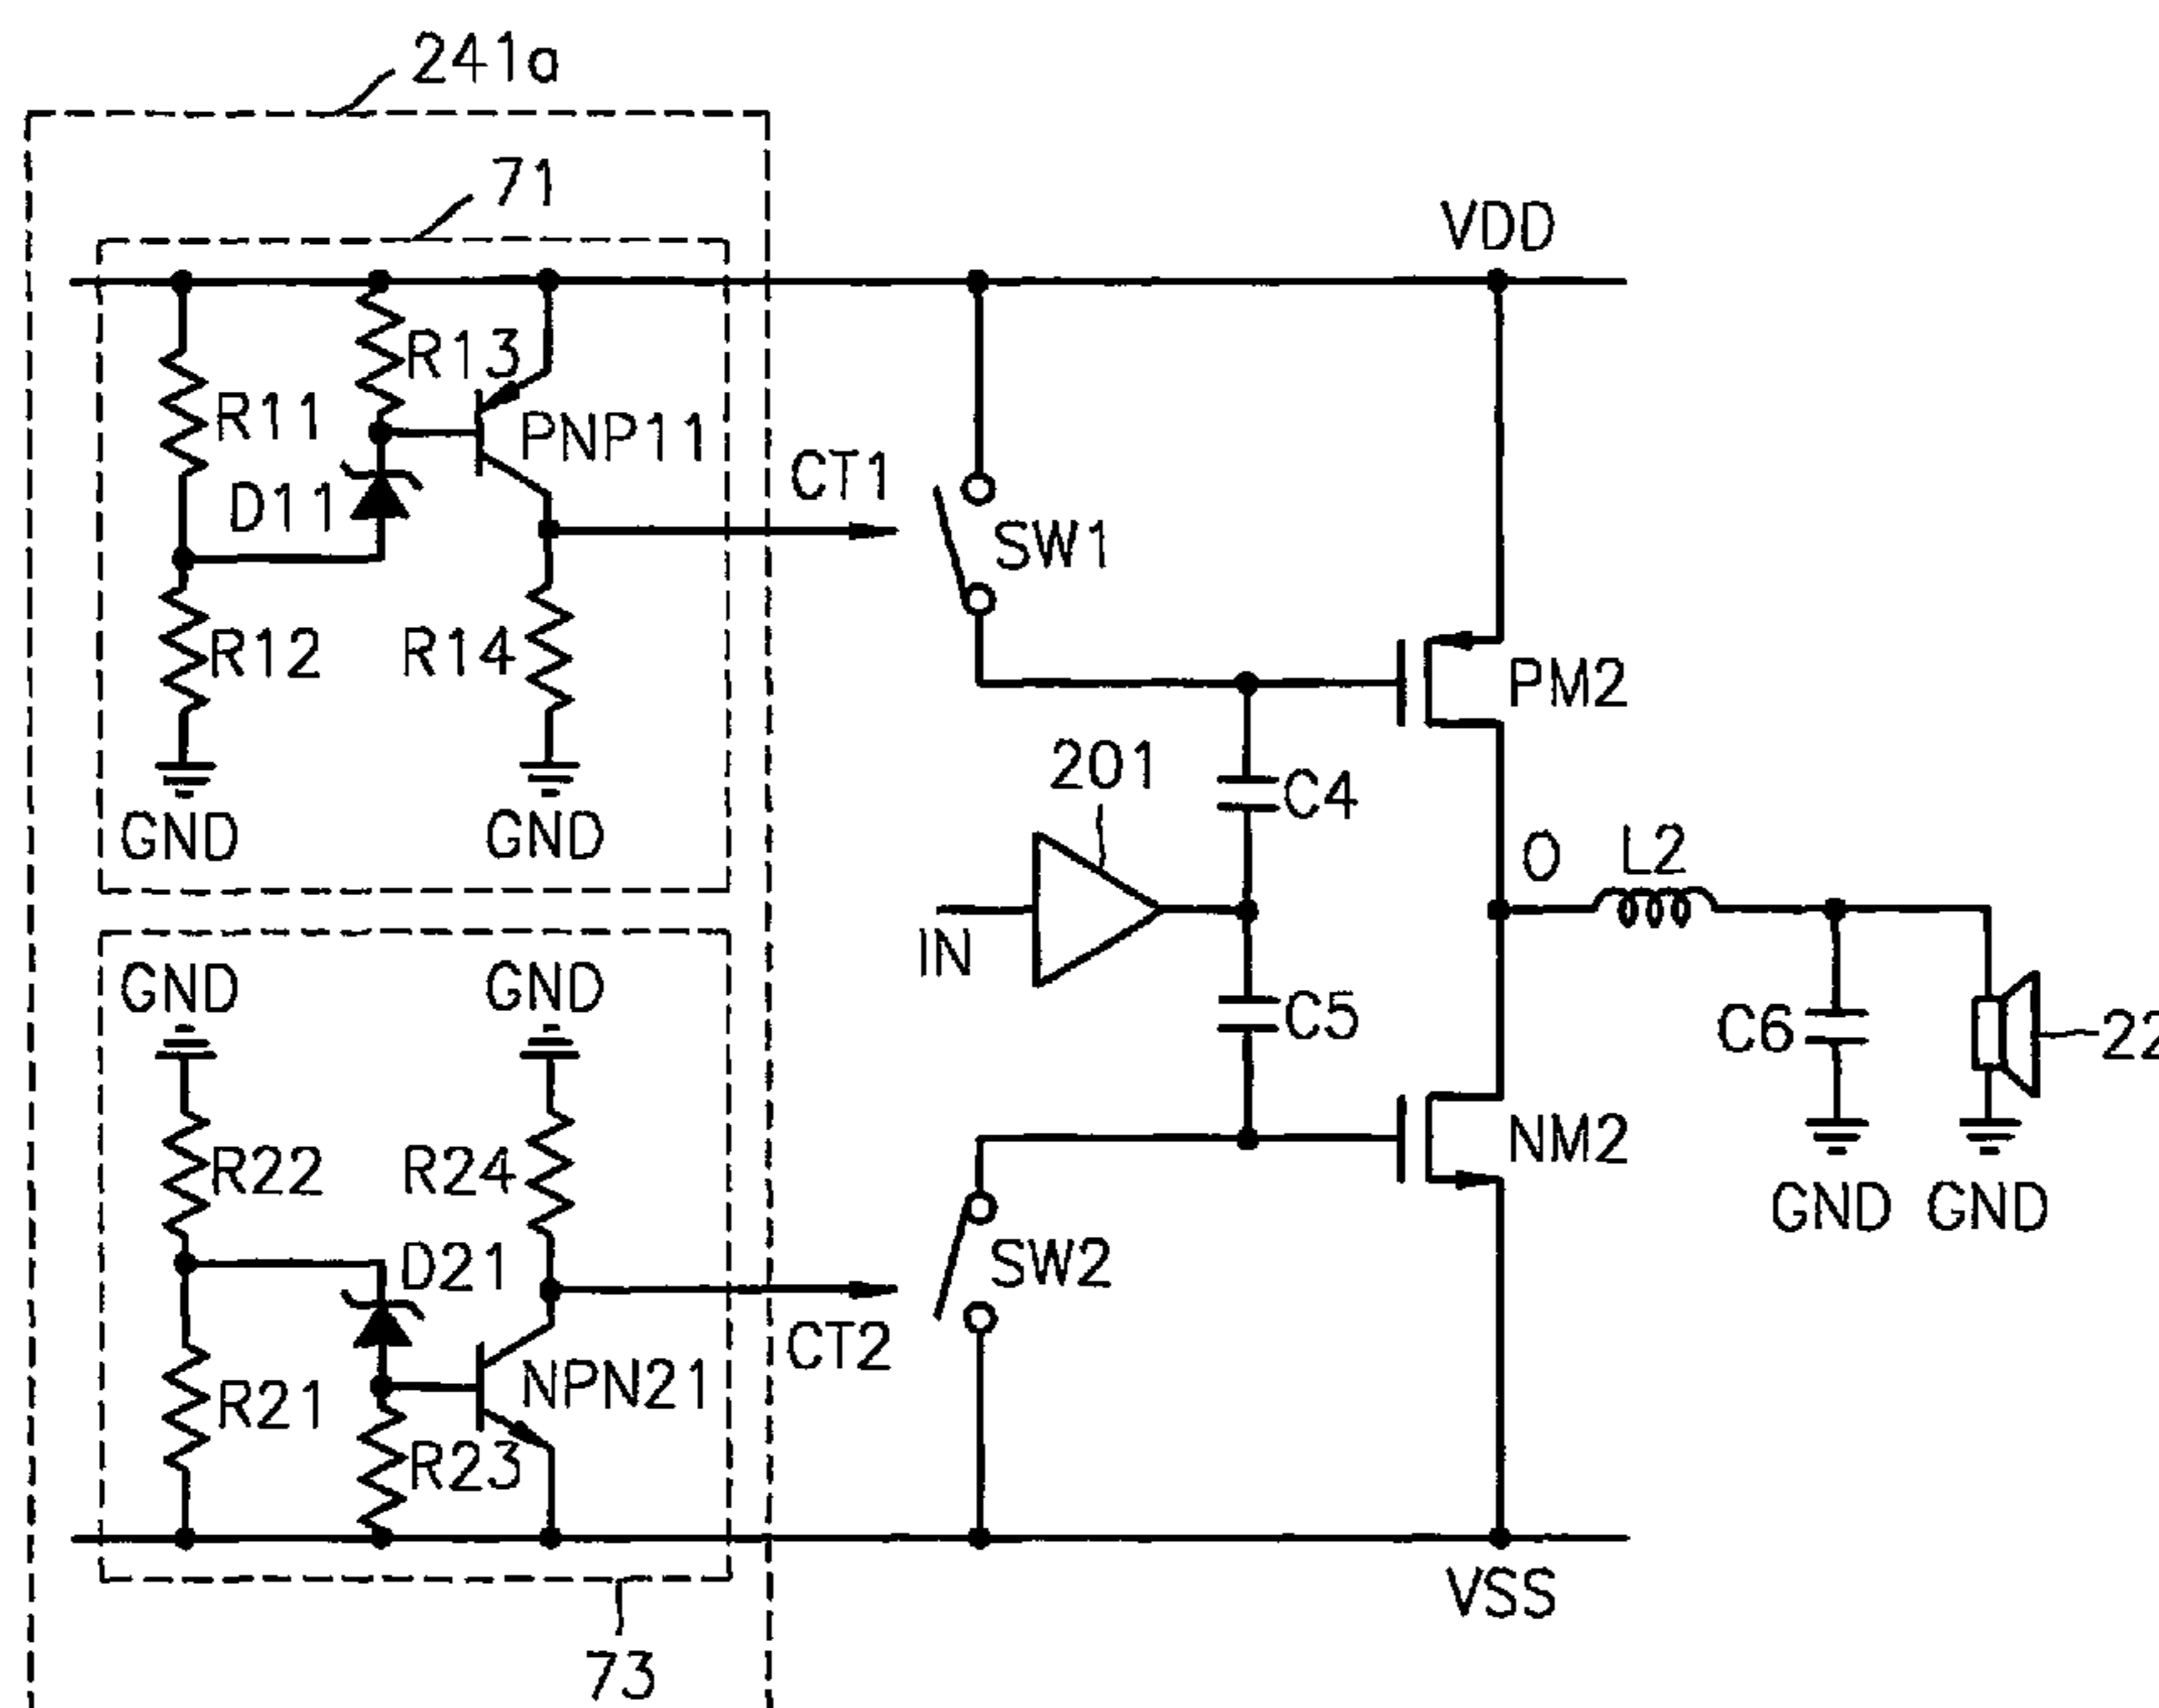 241a
71
VDD
R13
R11
PNP11
CT1
D11
SW1
R12
R14
PM2
201
C4
GND
GND
O
L2
IN
GND
GND
C5
C6
22
NM2
R22
R24
GND
GND
D21
SW2
CT2
NPN21
R21
R23
VSS
73